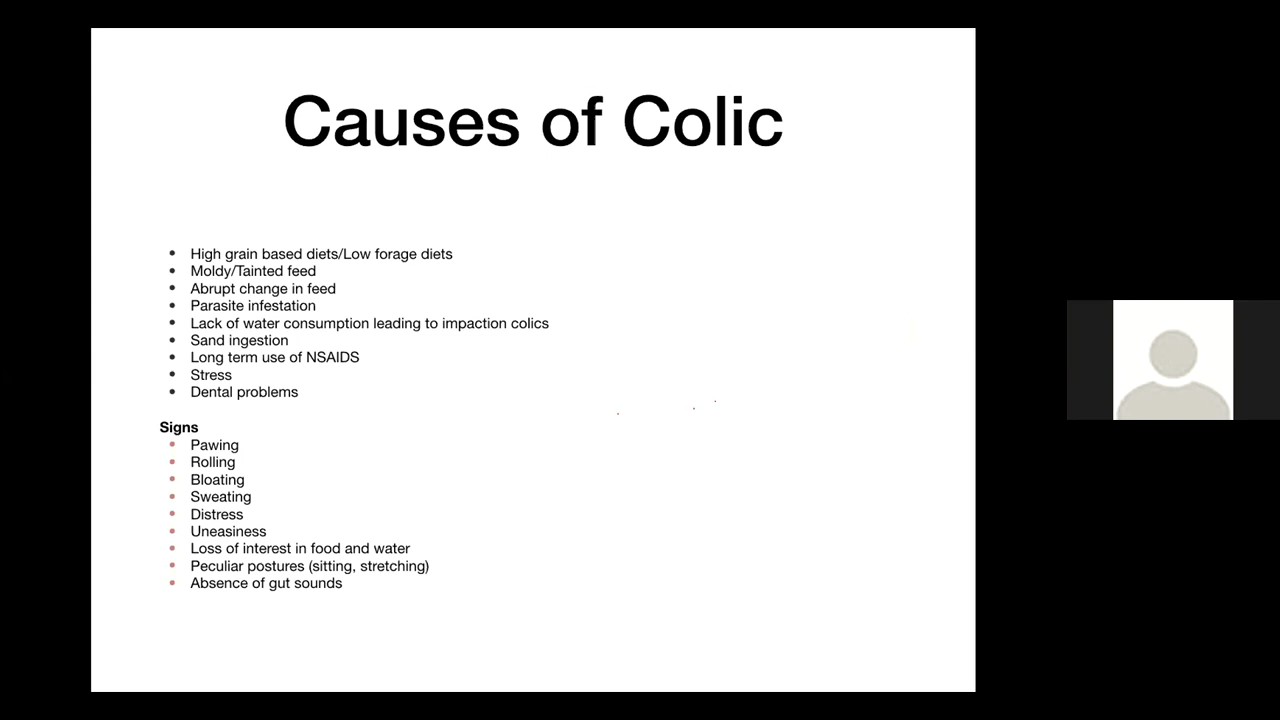 Causes of Colic
• High grain based diets/Low forage diets
• Moldy/Tainted feed
• Abrupt change in feed
• Parasite infestation
• Lack of water consumption leading to impaction colics
• Sand ingestion
• Long term use of NSAIDS
• Stress
• Dental problems
Signs
• Pawing
• Rolling
• Bloating
• Sweating
• Distress
• Uneasiness
• Loss of interest in food and water
• Peculiar postures (sitting, stretching)
• Absence of gut sounds